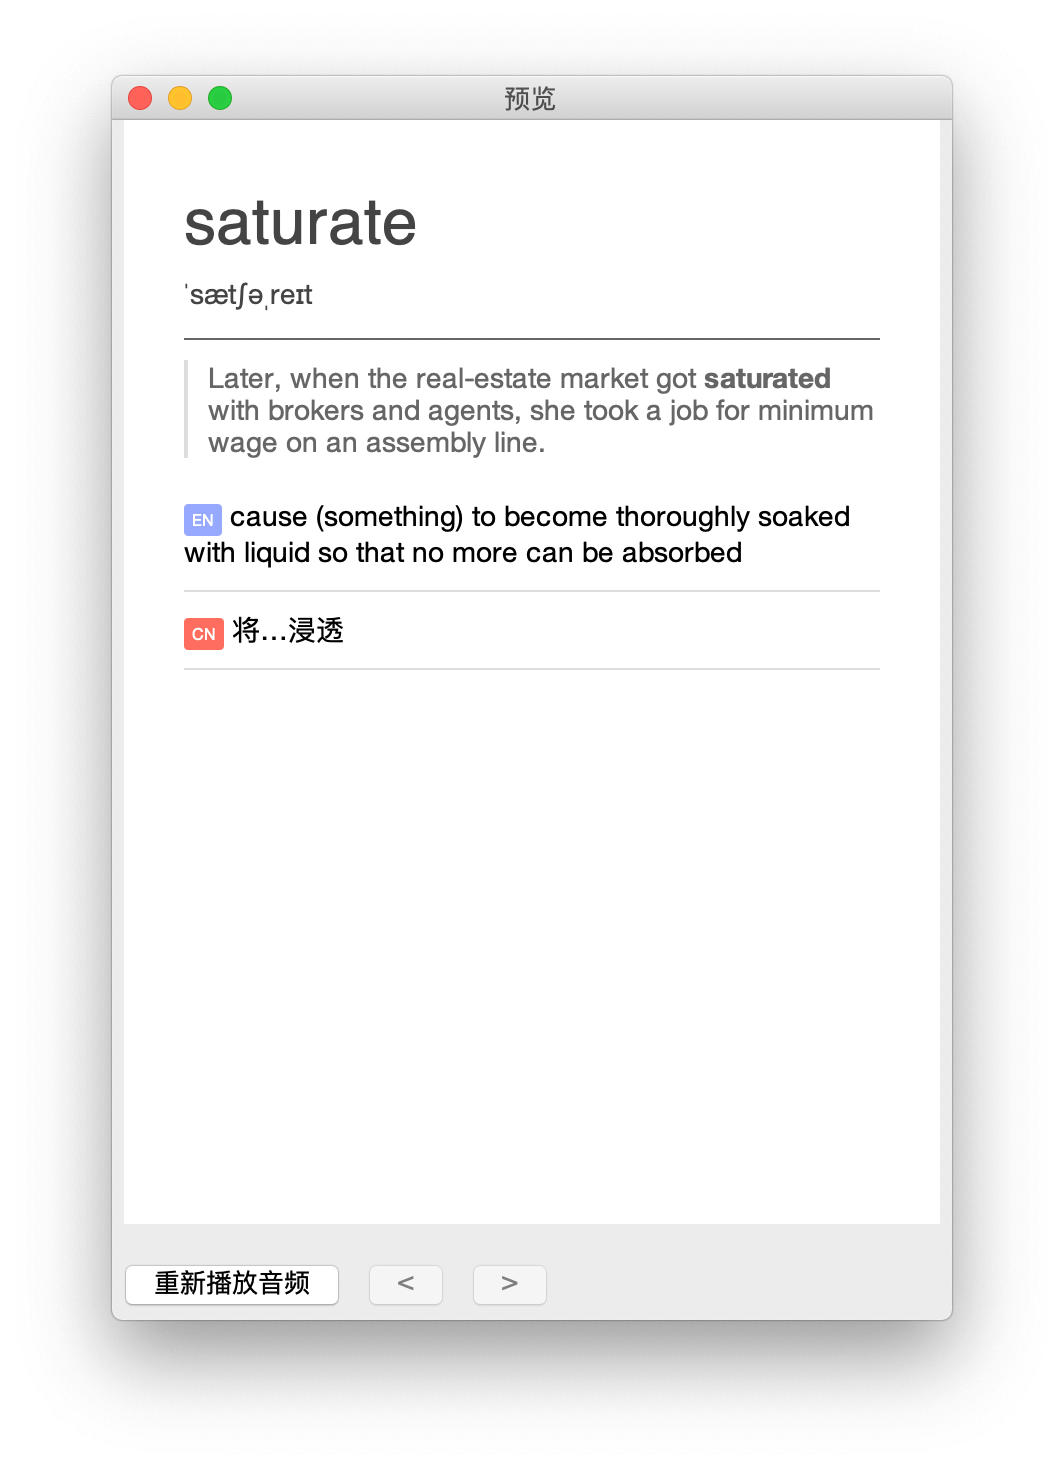 预览
saturate
ˈsætʃəˌreɪt
Later, when the real-estate market got saturated
with brokers and agents, she took a job for minimum
wage on an assembly line.
EN cause (something) to become thoroughly soaked
with liquid so that no more can be absorbed
CN 将…浸透
重新播放音频 < >